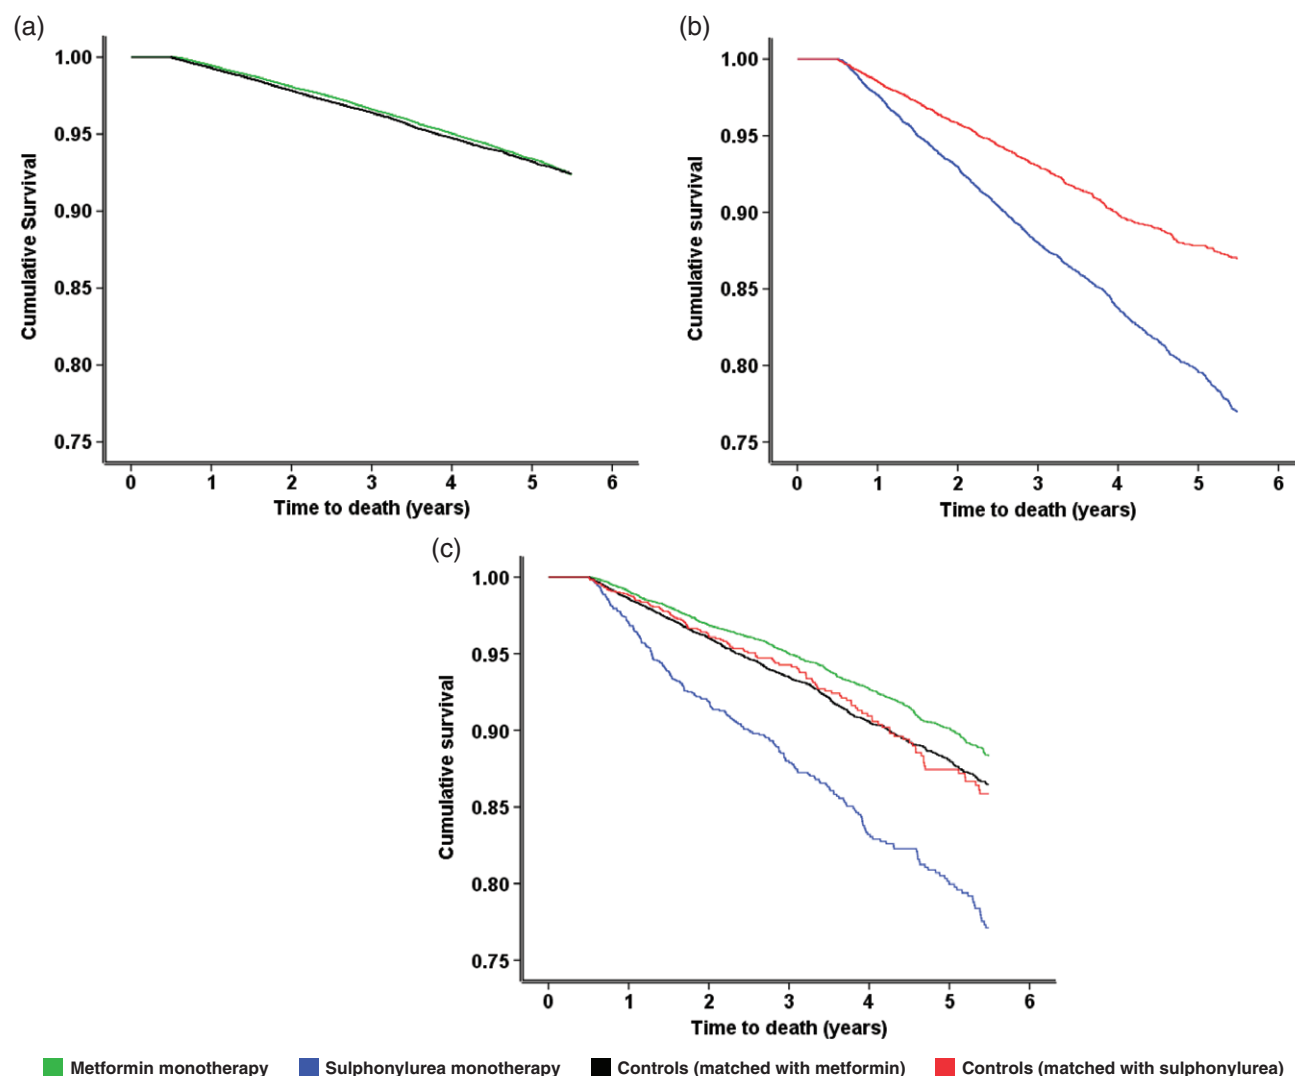 (a)
1.00
0.95
0.90
0.85
0.80
0.75
Cumulative Survival
0 1 2 3 4 5 6
Time to death (years)
(b)
1.00
0.95
0.90
0.85
0.80
0.75
Cumulative survival
0 1 2 3 4 5 6
Time to death (years)
(c)
1.00
0.95
0.90
0.85
0.80
0.75
Cumulative survival
0 1 2 3 4 5 6
Time to death (years)
Metformin monotherapy Sulphonylurea monotherapy Controls (matched with metformin) Controls (matched with sulphonylurea)